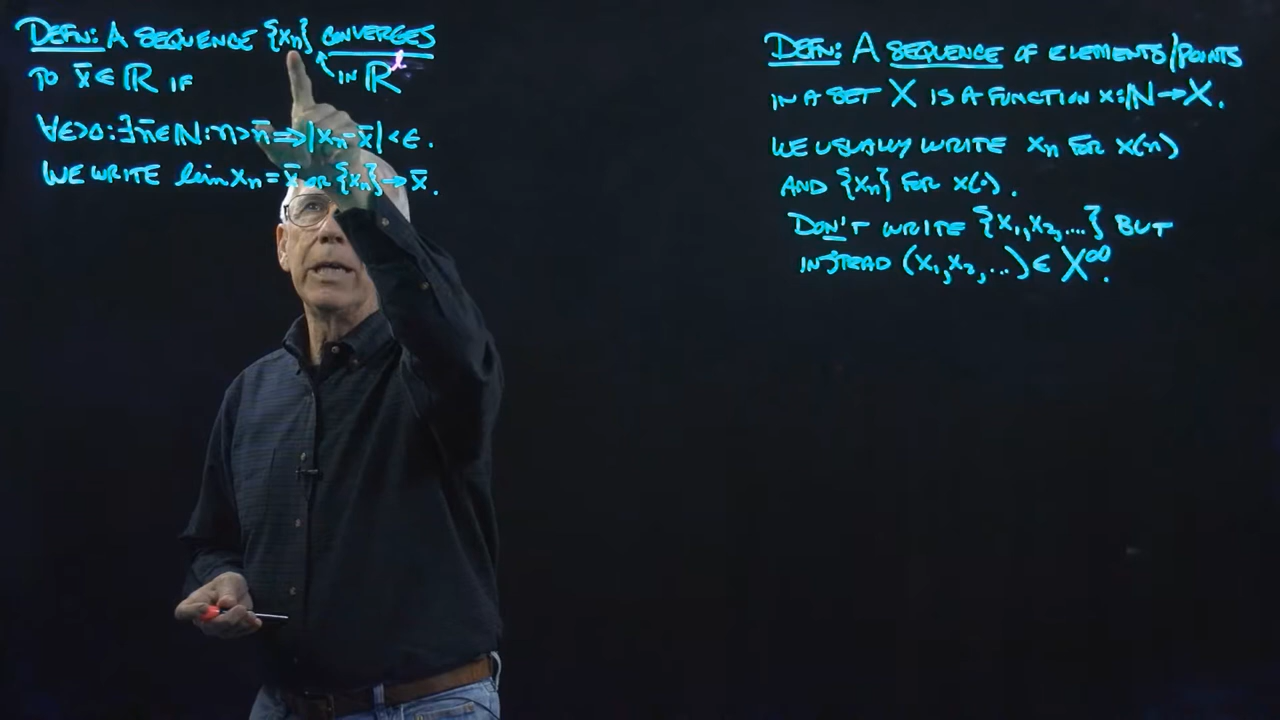 DEFN: A SEQUENCE {xₙ} CONVERGES
IN ℝˡ
TO x̄ ∈ ℝ IF
∀ε>0: ∃n̄∈ℕ: n>n̄ ⇒ |xₙ-x̄| < ε.
WE WRITE lim xₙ = x̄ OR {xₙ} → x̄.
DEFN: A SEQUENCE OF ELEMENTS/POINTS
IN A SET X IS A FUNCTION x: ℕ → X.
WE USUALLY WRITE xₙ FOR x(n)
AND {xₙ} FOR x(·).
DON'T WRITE {x₁, x₂, ...} BUT
INSTEAD (x₁, x₂, ...) ∈ X^∞.